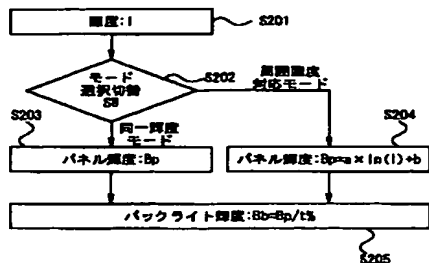 輝度:I
S201
モード
選択切替
SW
S202
周囲照度
対応モード
S203
同一輝度
モード
S204
パネル輝度:Bp
パネル輝度:Bp=a×ln(I)+b
バックライト輝度:Bb=Bp/t%
S205